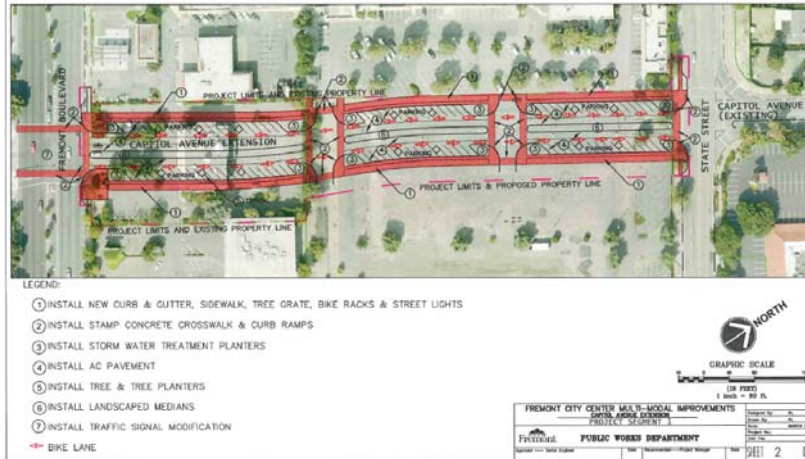 FREMONT BOULEVARD
PROJECT LIMITS AND EXISTING PROPERTY LINE
PARKING
PARKING
PARKING
CAPITOL AVENUE EXTENSION
PARKING
PARKING
PARKING
PROJECT LIMITS & PROPOSED PROPERTY LINE
PROJECT LIMITS AND EXISTING PROPERTY LINE
STATE STREET
CAPITOL AVENUE
(EXISTING)
LEGEND:
1 INSTALL NEW CURB & GUTTER, SIDEWALK, TREE GRATE, BIKE RACKS & STREET LIGHTS
2 INSTALL STAMP CONCRETE CROSSWALK & CURB RAMPS
3 INSTALL STORM WATER TREATMENT PLANTERS
4 INSTALL AC PAVEMENT
5 INSTALL TREE & TREE PLANTERS
6 INSTALL LANDSCAPED MEDIANS
7 INSTALL TRAFFIC SIGNAL MODIFICATION
BIKE LANE
NORTH
GRAPHIC SCALE
(IN FEET)
1 inch = 80 ft.
FREMONT CITY CENTER MULTI-MODAL IMPROVEMENTS
CAPITOL AVENUE EXTENSION
PROJECT SEGMENT 1
Fremont
PUBLIC WORKS DEPARTMENT
SHEET 2